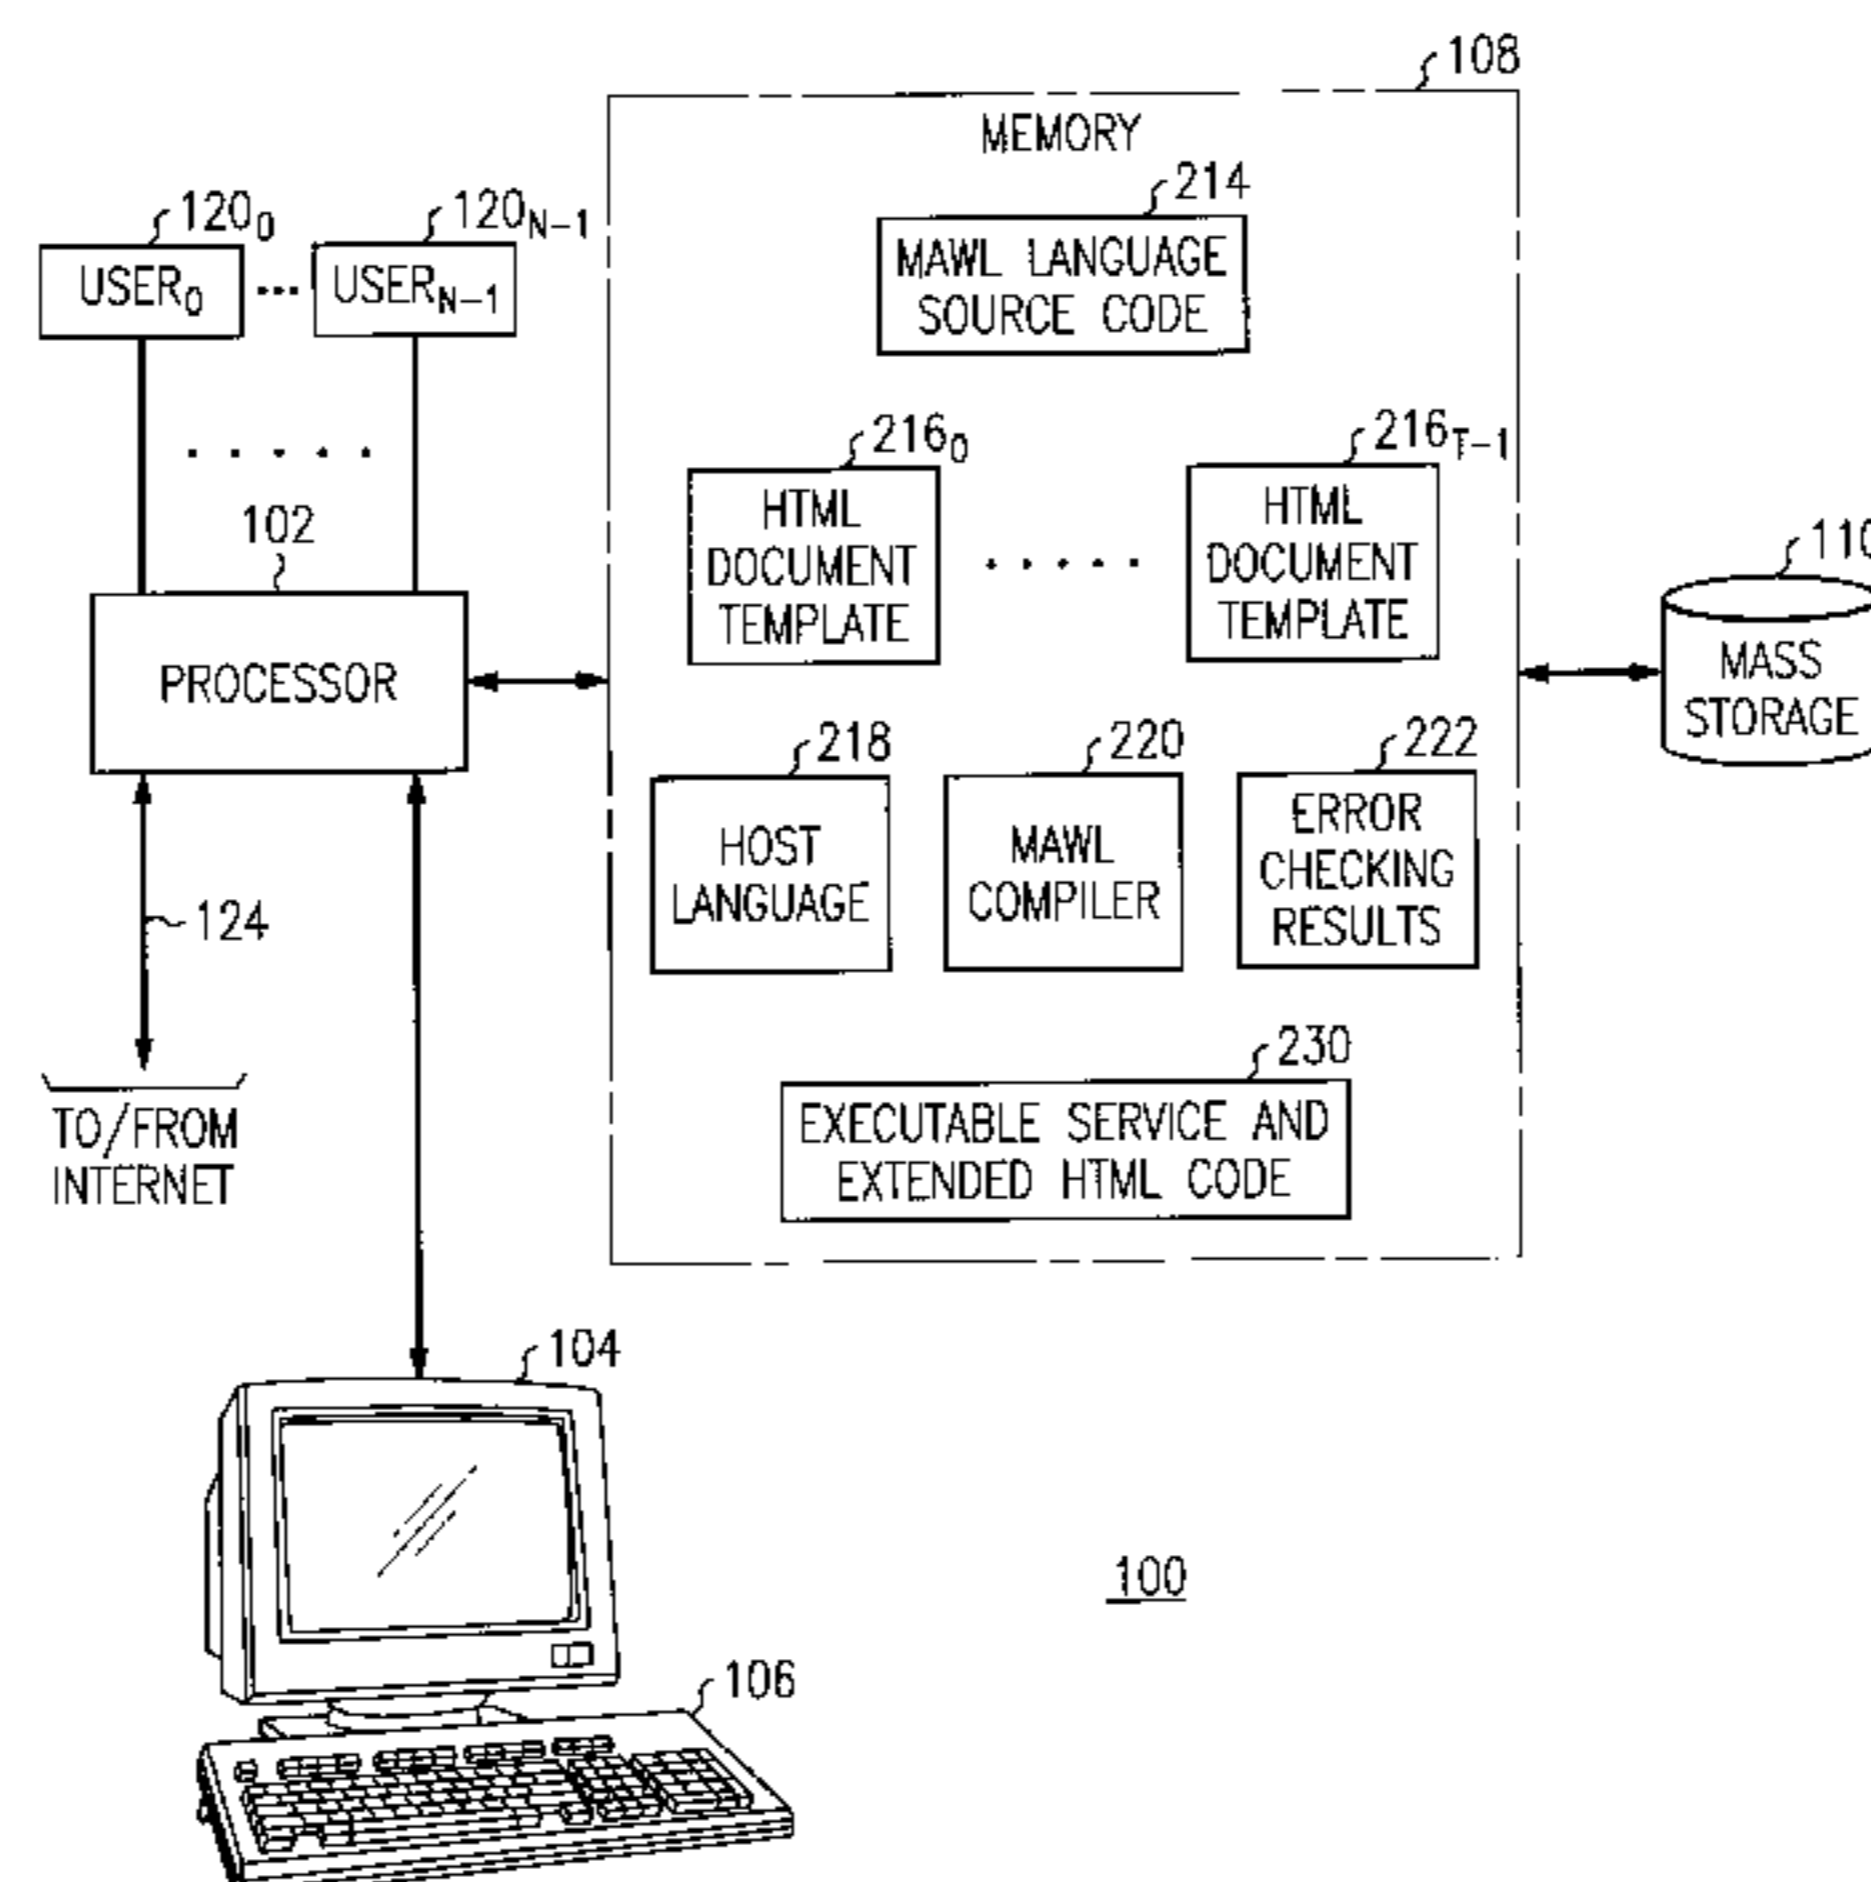 108
MEMORY
214
MAWL LANGUAGE
SOURCE CODE
120₀
120N-1
USER₀ ... USERN-1
216₀
216T-1
HTML
DOCUMENT
TEMPLATE
.....
HTML
DOCUMENT
TEMPLATE
102
PROCESSOR
110
MASS
STORAGE
218
HOST
LANGUAGE
220
MAWL
COMPILER
222
ERROR
CHECKING
RESULTS
124
TO/FROM
INTERNET
230
EXECUTABLE SERVICE AND
EXTENDED HTML CODE
104
100
106